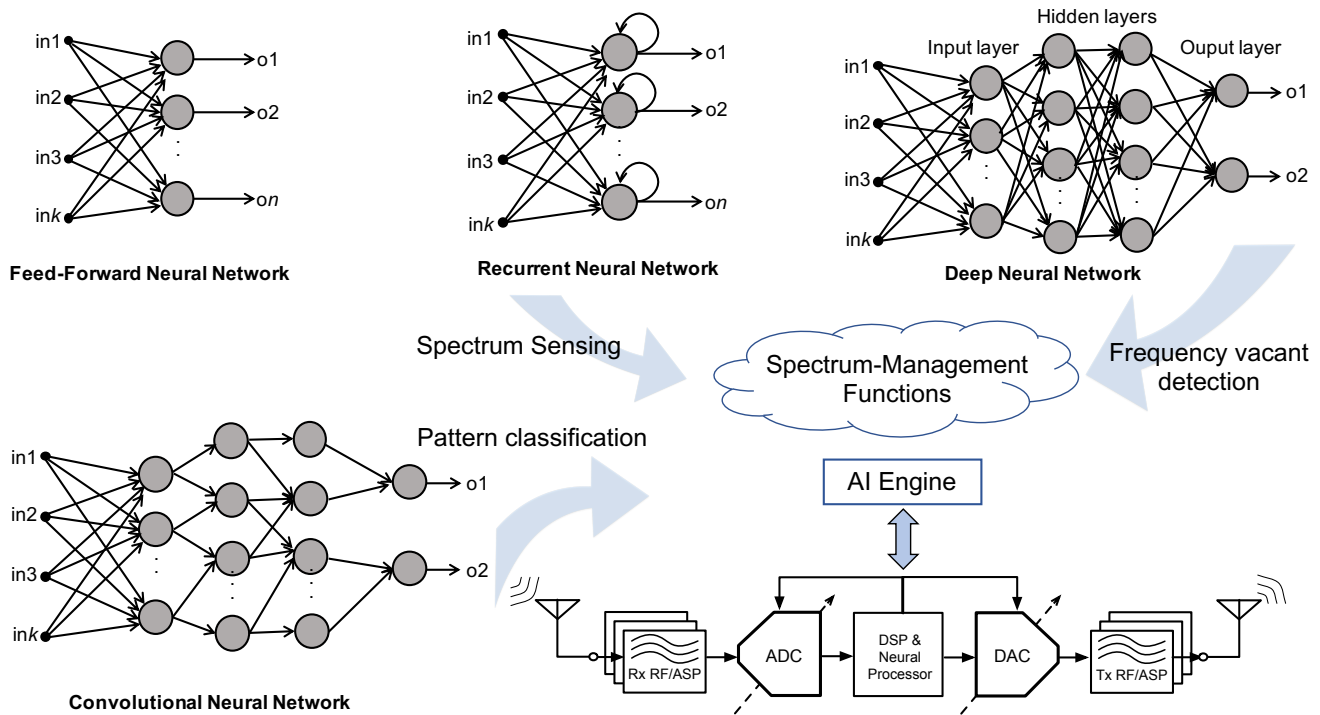 in1
in2
in3
ink
o1
o2
on
Feed-Forward Neural Network
in1
in2
in3
ink
o1
o2
on
Recurrent Neural Network
Hidden layers
Input layer
Ouput layer
in1
in2
in3
ink
o1
o2
Deep Neural Network
Spectrum Sensing
Spectrum-Management
Functions
Frequency vacant
detection
Pattern classification
AI Engine
in1
in2
in3
ink
o1
o2
Convolutional Neural Network
Rx RF/ASP
ADC
DSP &
Neural
Processor
DAC
Tx RF/ASP